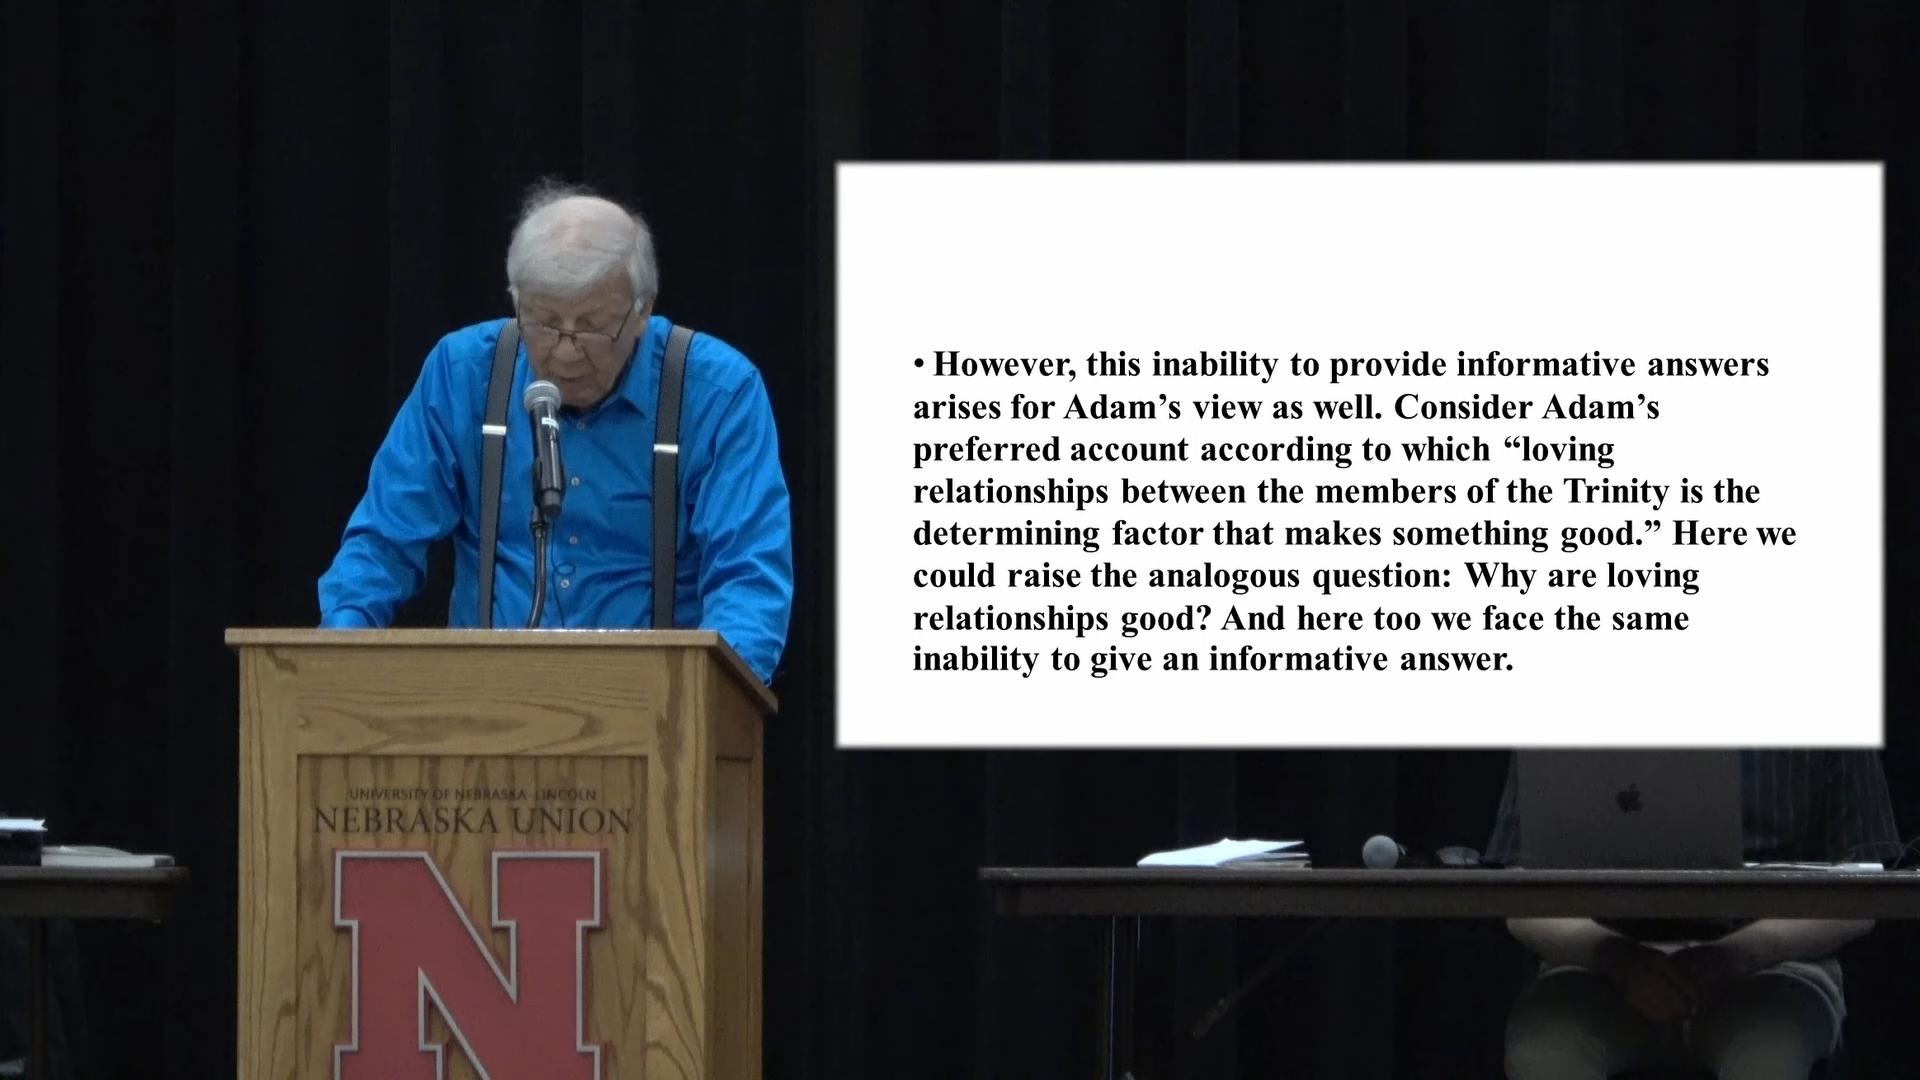 • However, this inability to provide informative answers
arises for Adam’s view as well. Consider Adam’s
preferred account according to which “loving
relationships between the members of the Trinity is the
determining factor that makes something good.” Here we
could raise the analogous question: Why are loving
relationships good? And here too we face the same
inability to give an informative answer.
UNIVERSITY OF NEBRASKA-LINCOLN
NEBRASKA UNION
N